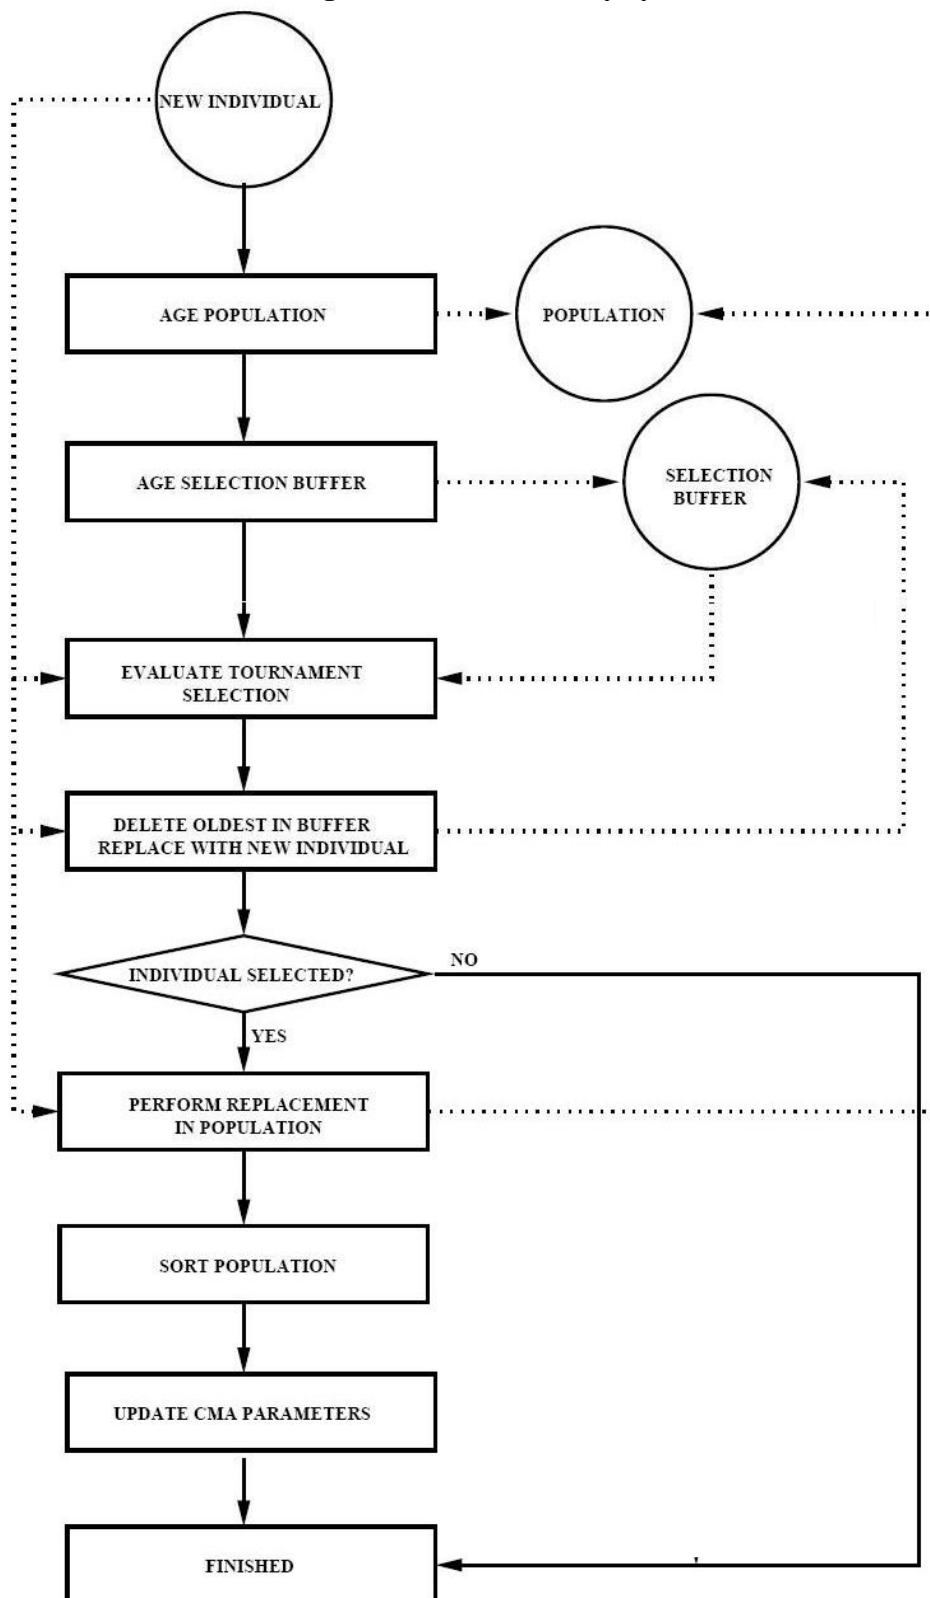 NEW INDIVIDUAL
AGE POPULATION
POPULATION
AGE SELECTION BUFFER
SELECTION
BUFFER
EVALUATE TOURNAMENT
SELECTION
DELETE OLDEST IN BUFFER
REPLACE WITH NEW INDIVIDUAL
INDIVIDUAL SELECTED?
NO
YES
PERFORM REPLACEMENT
IN POPULATION
SORT POPULATION
UPDATE CMA PARAMETERS
FINISHED